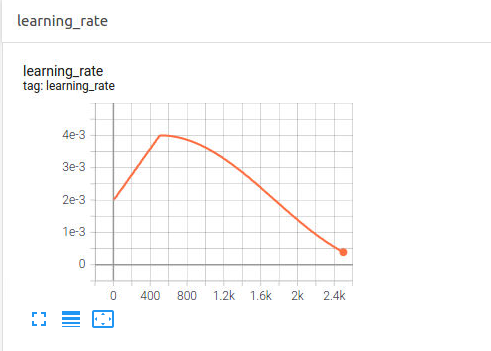 learning_rate
learning_rate
tag: learning_rate
4e-3
3e-3
2e-3
1e-3
0
0 400 800 1.2k 1.6k 2k 2.4k